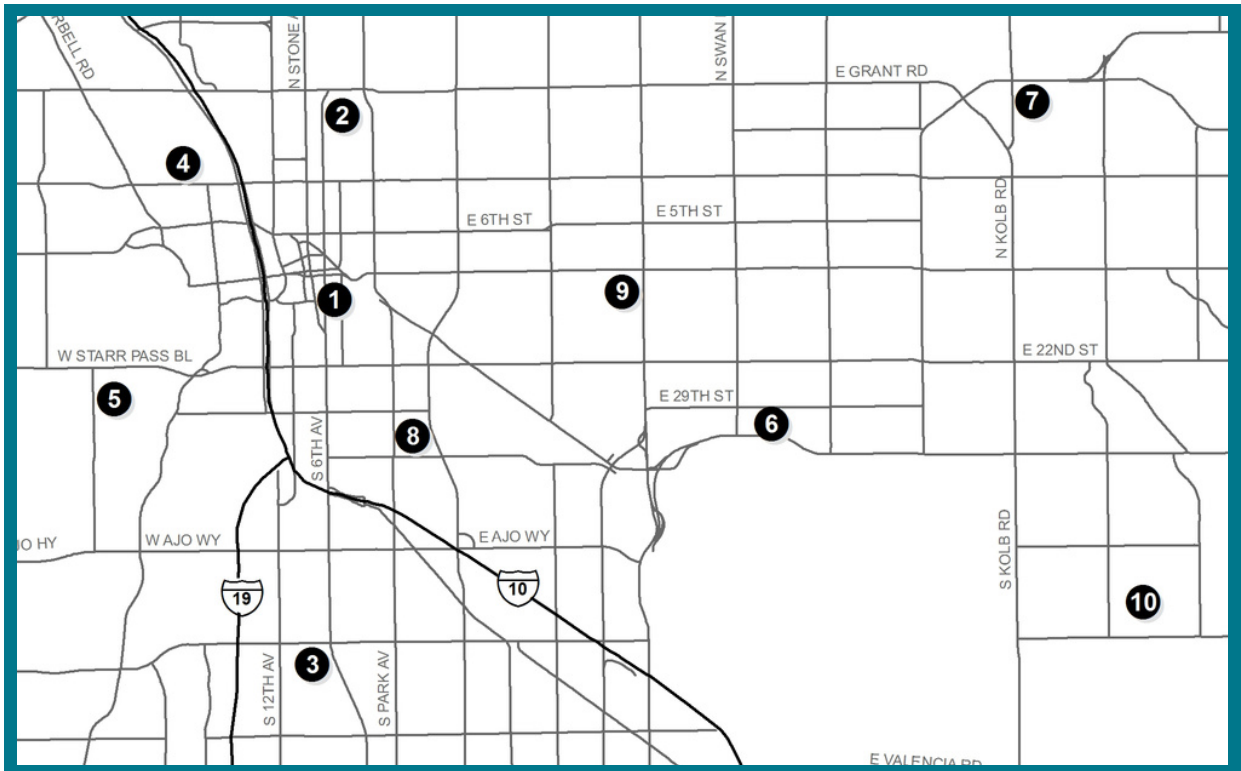 RBELL RD
N STONE A
N SWAN
E GRANT RD
7
2
4
N KOLB RD
E 6TH ST
E 5TH ST
9
1
W STARR PASS BL
E 22ND ST
5
E 29TH ST
6
8
S 6TH AV
JO HY
W AJO WY
E AJO WY
S KOLB RD
19
10
10
3
S 12TH AV
S PARK AV
E VALENCIA RD